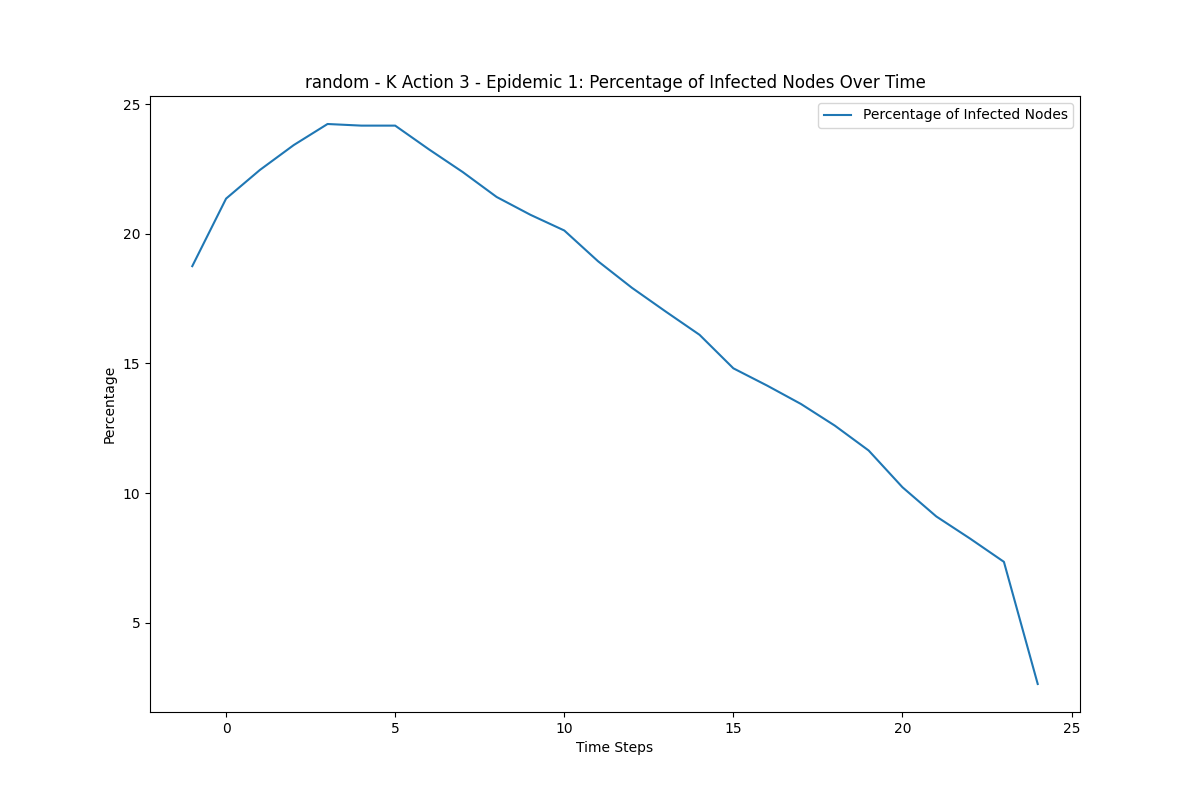 random - K Action 3 - Epidemic 1: Percentage of Infected Nodes Over Time
Percentage of Infected Nodes
25
20
15
10
5
Percentage
0 5 10 15 20 25
Time Steps